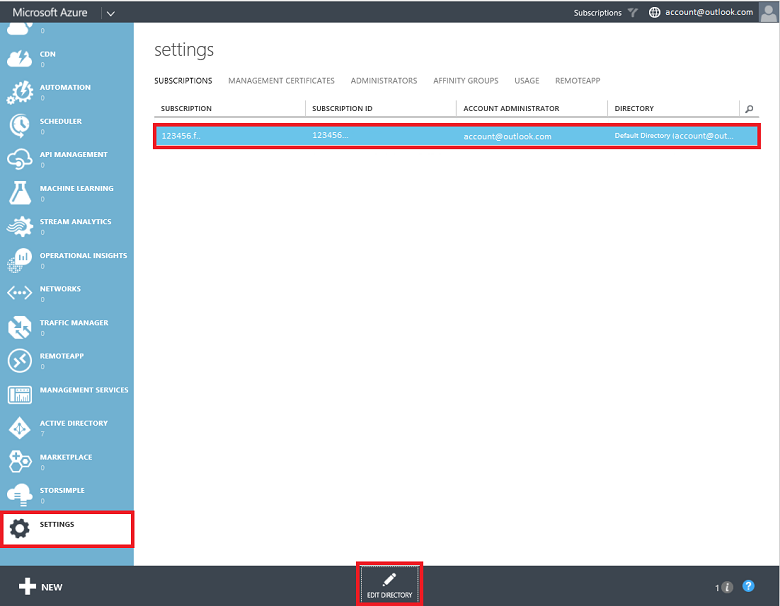 Microsoft Azure
Subscriptions account@outlook.com
0
CDN
0
AUTOMATION
0
SCHEDULER
0
API MANAGEMENT
0
MACHINE LEARNING
0
STREAM ANALYTICS
0
OPERATIONAL INSIGHTS
0
NETWORKS
0
TRAFFIC MANAGER
0
REMOTEAPP
0
MANAGEMENT SERVICES
ACTIVE DIRECTORY
7
MARKETPLACE
0
STORSIMPLE
0
SETTINGS
settings
SUBSCRIPTIONS MANAGEMENT CERTIFICATES ADMINISTRATORS AFFINITY GROUPS USAGE REMOTEAPP
SUBSCRIPTION SUBSCRIPTION ID ACCOUNT ADMINISTRATOR DIRECTORY
123456.f.. 123456... account@outlook.com Default Directory (account@out...
NEW
EDIT DIRECTORY
1 i ?